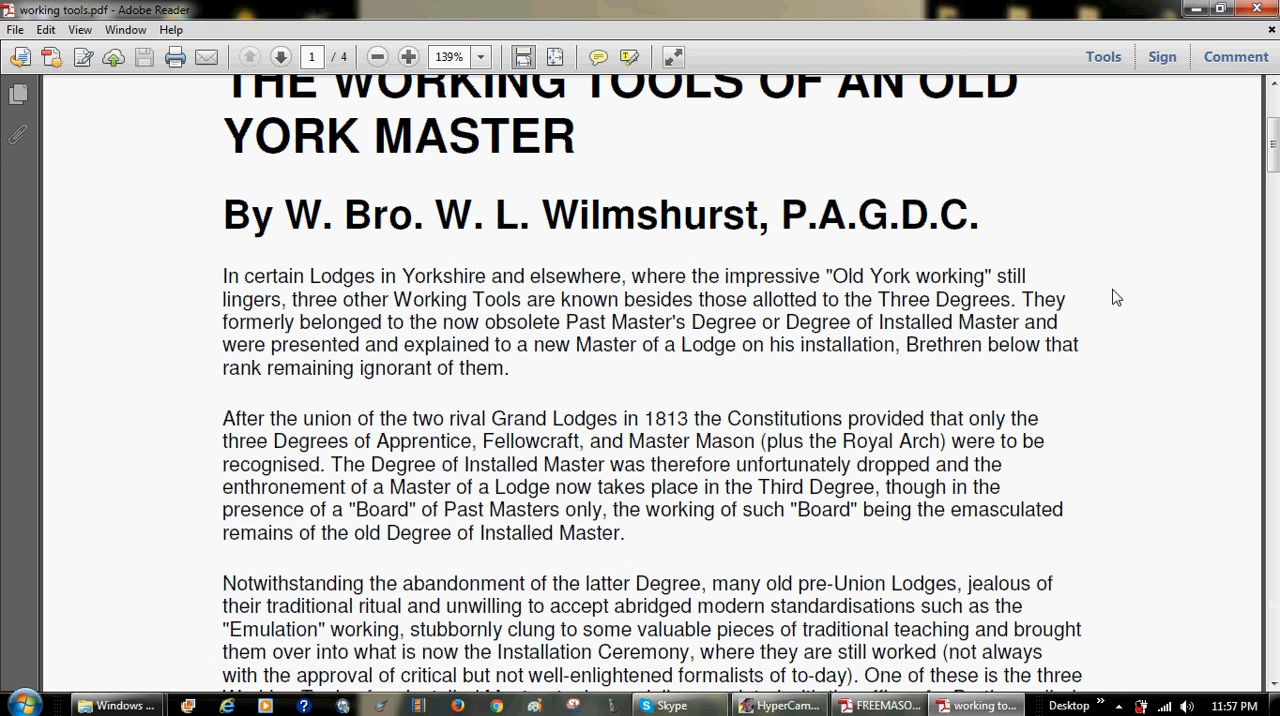 working tools.pdf - Adobe Reader
File Edit View Window Help
1 / 4 139% Tools Sign Comment
THE WORKING TOOLS OF AN OLD
YORK MASTER
By W. Bro. W. L. Wilmshurst, P.A.G.D.C.
In certain Lodges in Yorkshire and elsewhere, where the impressive "Old York working" still
lingers, three other Working Tools are known besides those allotted to the Three Degrees. They
formerly belonged to the now obsolete Past Master's Degree or Degree of Installed Master and
were presented and explained to a new Master of a Lodge on his installation, Brethren below that
rank remaining ignorant of them.
After the union of the two rival Grand Lodges in 1813 the Constitutions provided that only the
three Degrees of Apprentice, Fellowcraft, and Master Mason (plus the Royal Arch) were to be
recognised. The Degree of Installed Master was therefore unfortunately dropped and the
enthronement of a Master of a Lodge now takes place in the Third Degree, though in the
presence of a "Board" of Past Masters only, the working of such "Board" being the emasculated
remains of the old Degree of Installed Master.
Notwithstanding the abandonment of the latter Degree, many old pre-Union Lodges, jealous of
their traditional ritual and unwilling to accept abridged modern standardisations such as the
"Emulation" working, stubbornly clung to some valuable pieces of traditional teaching and brought
them over into what is now the Installation Ceremony, where they are still worked (not always
with the approval of critical but not well-enlightened formalists of to-day). One of these is the three
Windows ... Skype HyperCam... FREEMASO... working to... Desktop 11:57 PM